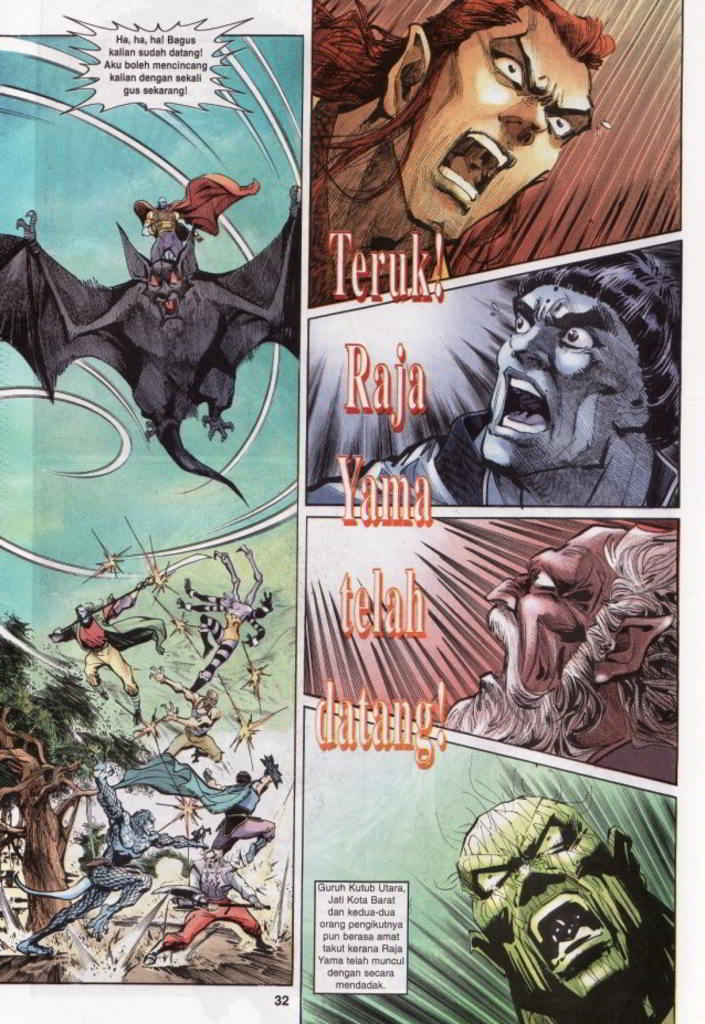 Ha, ha, ha! Bagus
kalian sudah datang!
Aku boleh mencincang
kalian dengan sekali
gus sekarang!
Teruk!
Raja
Yama
telah
datang!
Guruh Kutub Utara,
Jati Kota Barat
dan kedua-dua
orang pengikutnya
pun berasa amat
takut kerana Raja
Yama telah muncul
dengan secara
mendadak.
32